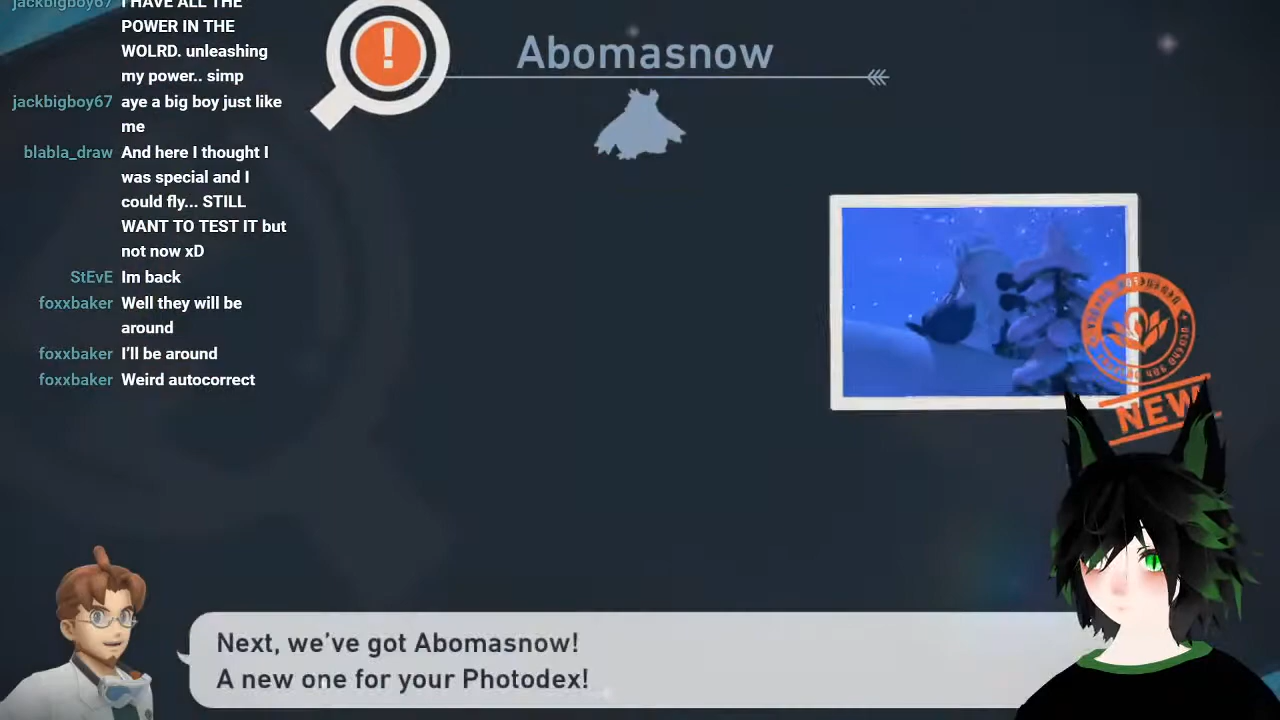 jackbigboy67 I HAVE ALL THE
POWER IN THE
WOLRD. unleashing
my power.. simp
jackbigboy67 aye a big boy just like
me
blabla_draw And here I thought I
was special and I
could fly... STILL
WANT TO TEST IT but
not now xD
StEvE Im back
foxxbaker Well they will be
around
foxxbaker I'll be around
foxxbaker Weird autocorrect
!
Abomasnow
NEW
Next, we've got Abomasnow!
A new one for your Photodex!